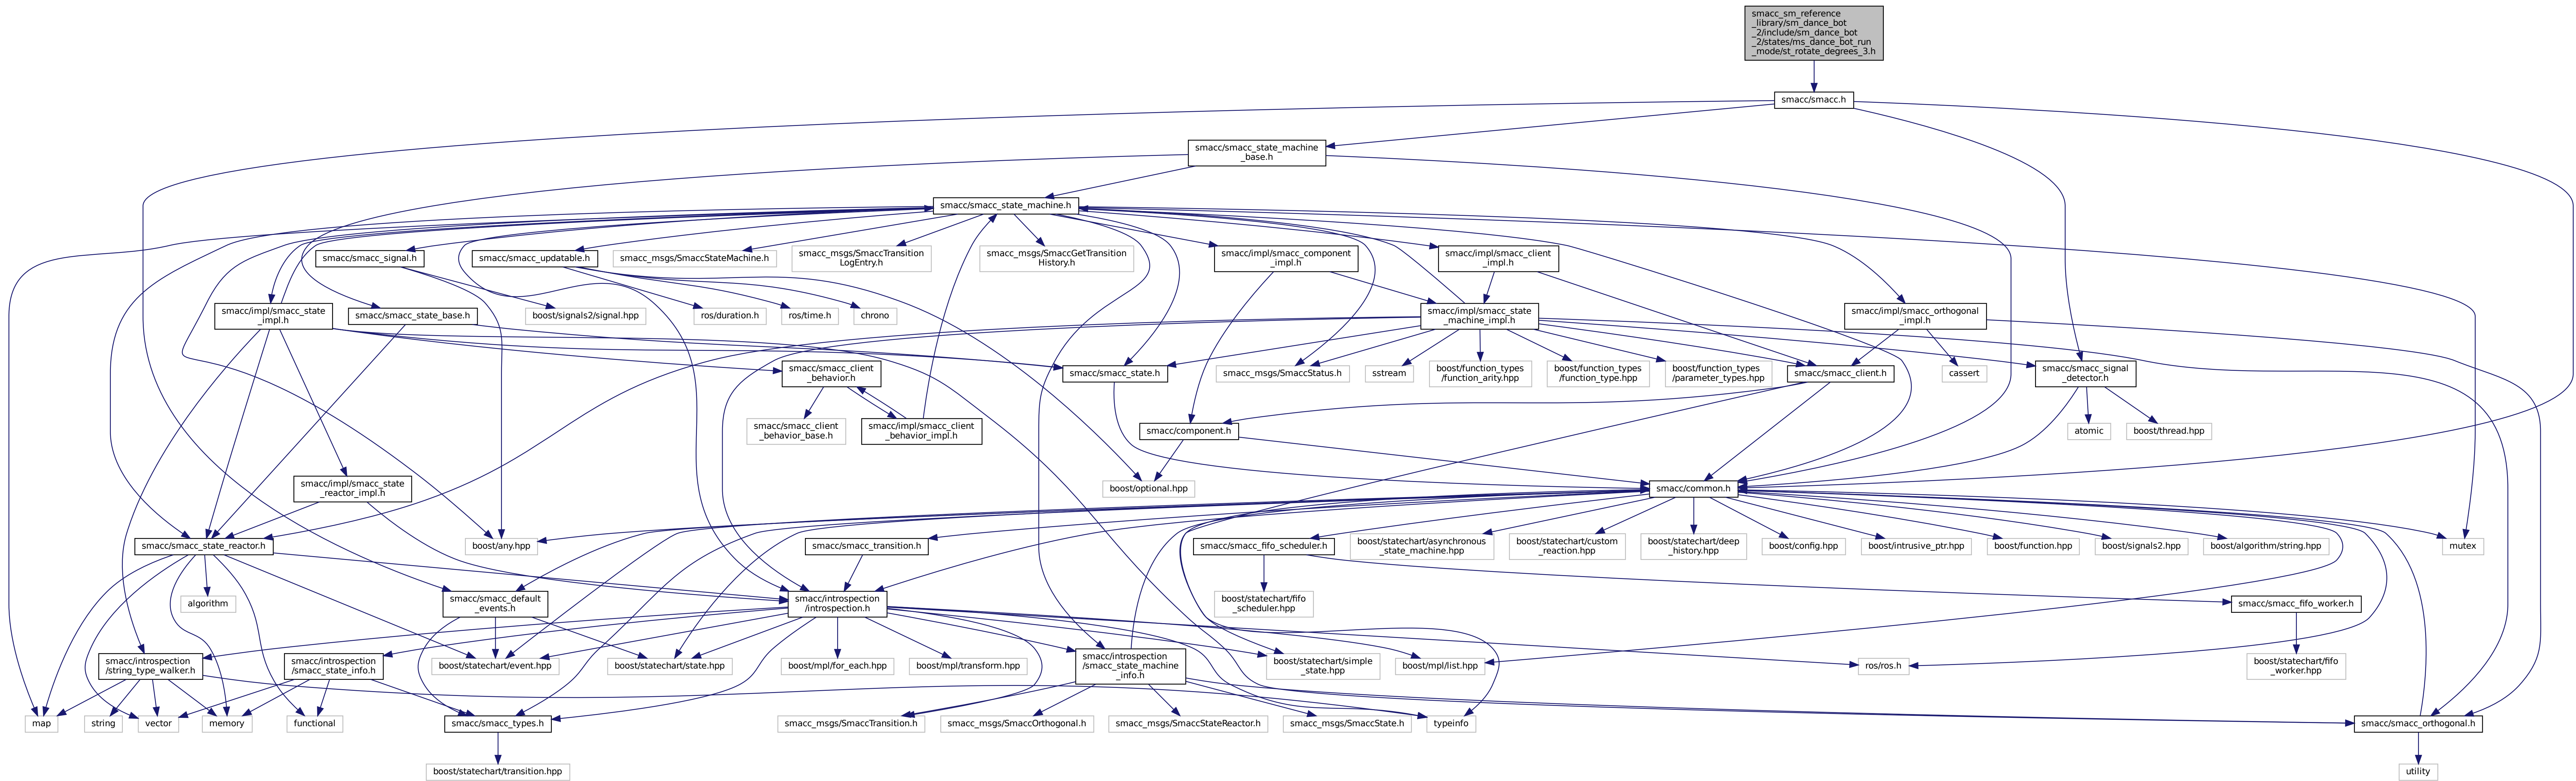 smacc_sm_reference
_library/sm_dance_bot
_2/include/sm_dance_bot
_2/states/ms_dance_bot_run
_mode/st_rotate_degrees_3.h
smacc/smacc.h
smacc/smacc_state_machine
_base.h
smacc/smacc_state_machine.h
smacc/smacc_signal.h
smacc/smacc_updatable.h
smacc_msgs/SmaccStateMachine.h
smacc_msgs/SmaccTransition
LogEntry.h
smacc_msgs/SmaccGetTransition
History.h
smacc/impl/smacc_component
_impl.h
smacc/impl/smacc_client
_impl.h
smacc/impl/smacc_state
_impl.h
smacc/smacc_state_base.h
boost/signals2/signal.hpp
ros/duration.h
ros/time.h
chrono
smacc/impl/smacc_state
_machine_impl.h
smacc/impl/smacc_orthogonal
_impl.h
smacc/smacc_client
_behavior.h
smacc/smacc_state.h
smacc_msgs/SmaccStatus.h
sstream
boost/function_types
/function_arity.hpp
boost/function_types
/function_type.hpp
boost/function_types
/parameter_types.hpp
smacc/smacc_client.h
cassert
smacc/smacc_signal
_detector.h
smacc/smacc_client
_behavior_base.h
smacc/impl/smacc_client
_behavior_impl.h
smacc/component.h
atomic
boost/thread.hpp
smacc/impl/smacc_state
_reactor_impl.h
boost/optional.hpp
smacc/common.h
smacc/smacc_state_reactor.h
boost/any.hpp
smacc/smacc_transition.h
smacc/smacc_fifo_scheduler.h
boost/statechart/asynchronous
_state_machine.hpp
boost/statechart/custom
_reaction.hpp
boost/statechart/deep
_history.hpp
boost/config.hpp
boost/intrusive_ptr.hpp
boost/function.hpp
boost/signals2.hpp
boost/algorithm/string.hpp
mutex
algorithm
smacc/smacc_default
_events.h
smacc/introspection
/introspection.h
boost/statechart/fifo
_scheduler.hpp
smacc/smacc_fifo_worker.h
smacc/introspection
/string_type_walker.h
smacc/introspection
/smacc_state_info.h
boost/statechart/event.hpp
boost/statechart/state.hpp
boost/mpl/for_each.hpp
boost/mpl/transform.hpp
smacc/introspection
/smacc_state_machine
_info.h
boost/statechart/simple
_state.hpp
boost/mpl/list.hpp
ros/ros.h
boost/statechart/fifo
_worker.hpp
map
string
vector
memory
functional
smacc/smacc_types.h
smacc_msgs/SmaccTransition.h
smacc_msgs/SmaccOrthogonal.h
smacc_msgs/SmaccStateReactor.h
smacc_msgs/SmaccState.h
typeinfo
smacc/smacc_orthogonal.h
boost/statechart/transition.hpp
utility